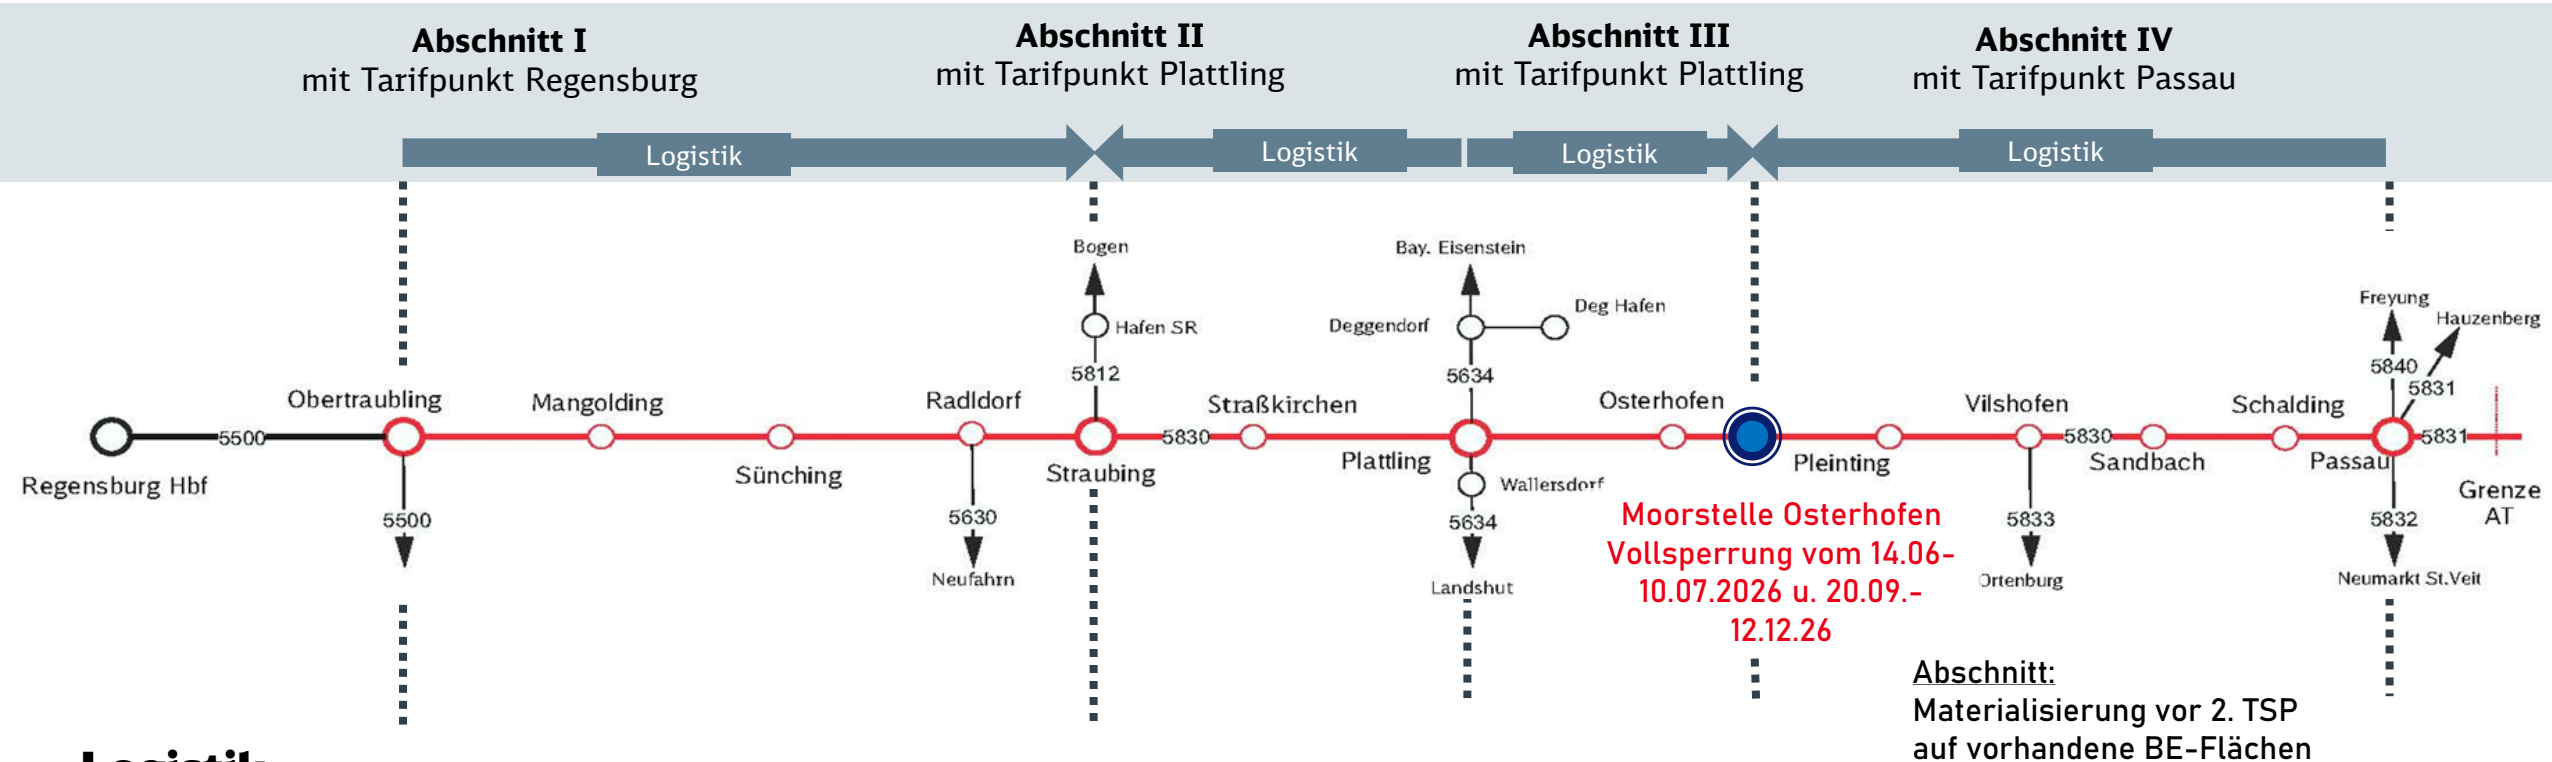 Abschnitt I
mit Tarifpunkt Regensburg
Abschnitt II
mit Tarifpunkt Plattling
Abschnitt III
mit Tarifpunkt Plattling
Abschnitt IV
mit Tarifpunkt Passau
Logistik
Logistik
Logistik
Logistik
Bogen
Bay. Eisenstein
Hafen SR
Deggendorf
Deg Hafen
Freyung
Hauzenberg
5812
5634
5840
5831
Obertraubling
Mangolding
Radldorf
Straßkirchen
Osterhofen
Vilshofen
Schalding
5500
5830
5830
5831
Regensburg Hbf
Sünching
Straubing
Plattling
Pleinting
Sandbach
Passau
Wallersdorf
Grenze
AT
5500
5630
5634
5833
5832
Neufahrn
Landshut
Ortenburg
Neumarkt St.Veit
Moorstelle Osterhofen
Vollsperrung vom 14.06-
10.07.2026 u. 20.09.-
12.12.26
Abschnitt:
Materialisierung vor 2. TSP
auf vorhandene BE-Flächen
Logistik